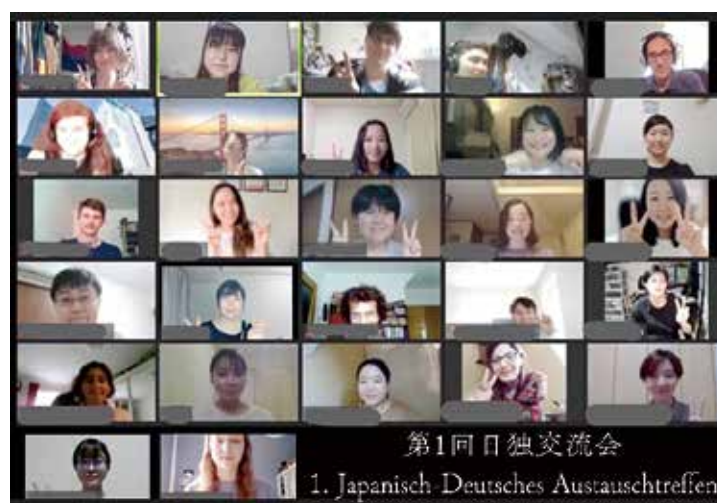 第1回日独交流会
1. Japanisch-Deutsches Austauschtreffen